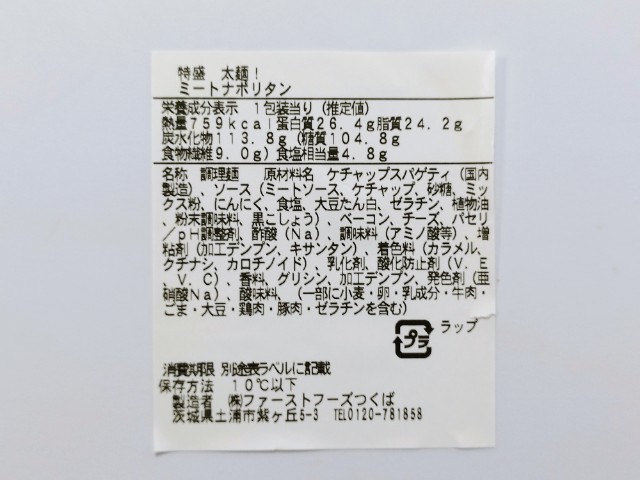 特盛　太麺！
ミートナポリタン
栄養成分表示　１包装当り（推定値）
熱量７５９ｋｃａｌ蛋白質２６．４ｇ脂質２４．２ｇ
炭水化物１１３．８ｇ（糖質１０４．８ｇ
食物繊維９．０ｇ）食塩相当量４．８ｇ
名称　調理麺　原材料名　ケチャップスパゲティ（国内
製造）、ソース（ミートソース、ケチャップ、砂糖、ミッ
クス粉、にんにく、食塩、大豆たん白、ゼラチン、植物油
、粉末調味料、黒こしょう）、ベーコン、チーズ、パセリ
／ｐＨ調整剤、酢酸（Ｎａ）、調味料（アミノ酸等）、増
粘剤（加工デンプン、キサンタン）、着色料（カラメル、
クチナシ、カロチノイド）、乳化剤、酸化防止剤（Ｖ．Ｅ
、Ｖ．Ｃ）、香料、グリシン、加工デンプン、発色剤（亜
硝酸Ｎａ）、酸味料、（一部に小麦・卵・乳成分・牛肉・
ごま・大豆・鶏肉・豚肉・ゼラチンを含む）
プラ ラップ
消費期限 別途表ラベルに記載
保存方法　１０℃以下
製造者　㈱ファーストフーズつくば
茨城県土浦市紫ヶ丘5-3　TEL0120-781858